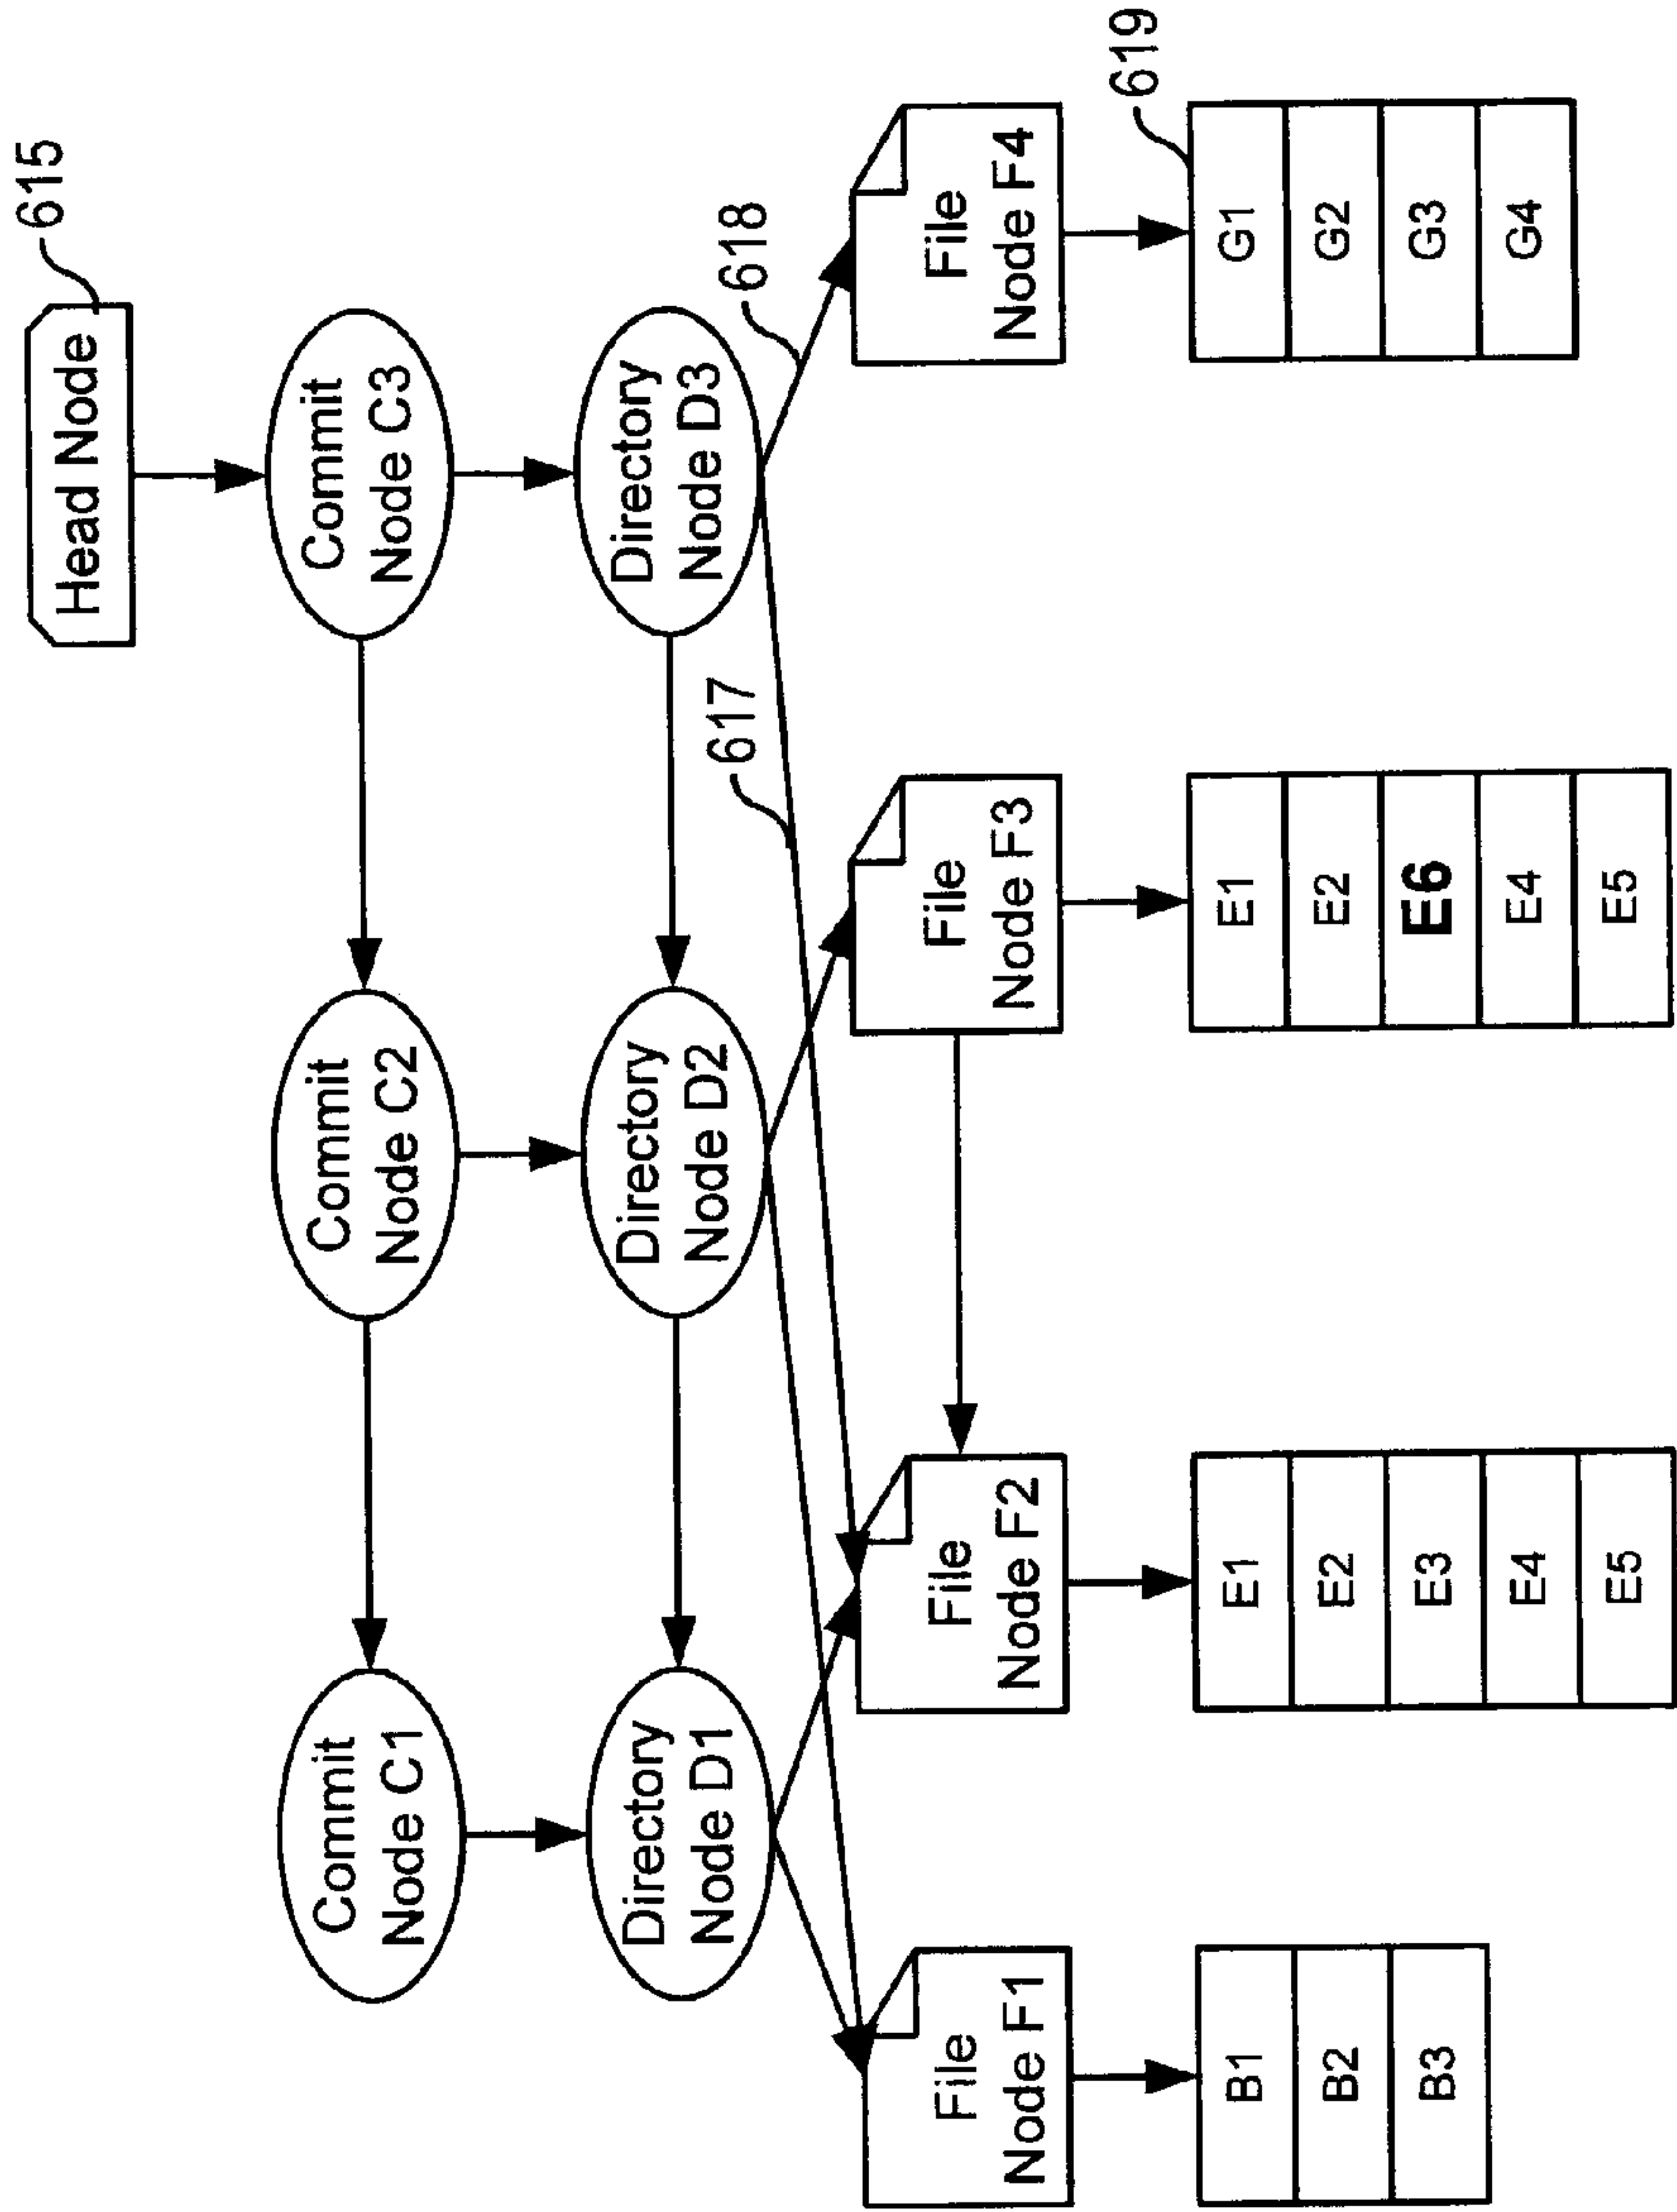 Head Node
615
Commit
Node C1
Commit
Node C2
Commit
Node C3
Directory
Node D1
Directory
Node D2
Directory
Node D3
617
618
File
Node F1
File
Node F2
File
Node F3
File
Node F4
619
B1
B2
B3
E1
E2
E3
E4
E5
E1
E2
E6
E4
E5
G1
G2
G3
G4